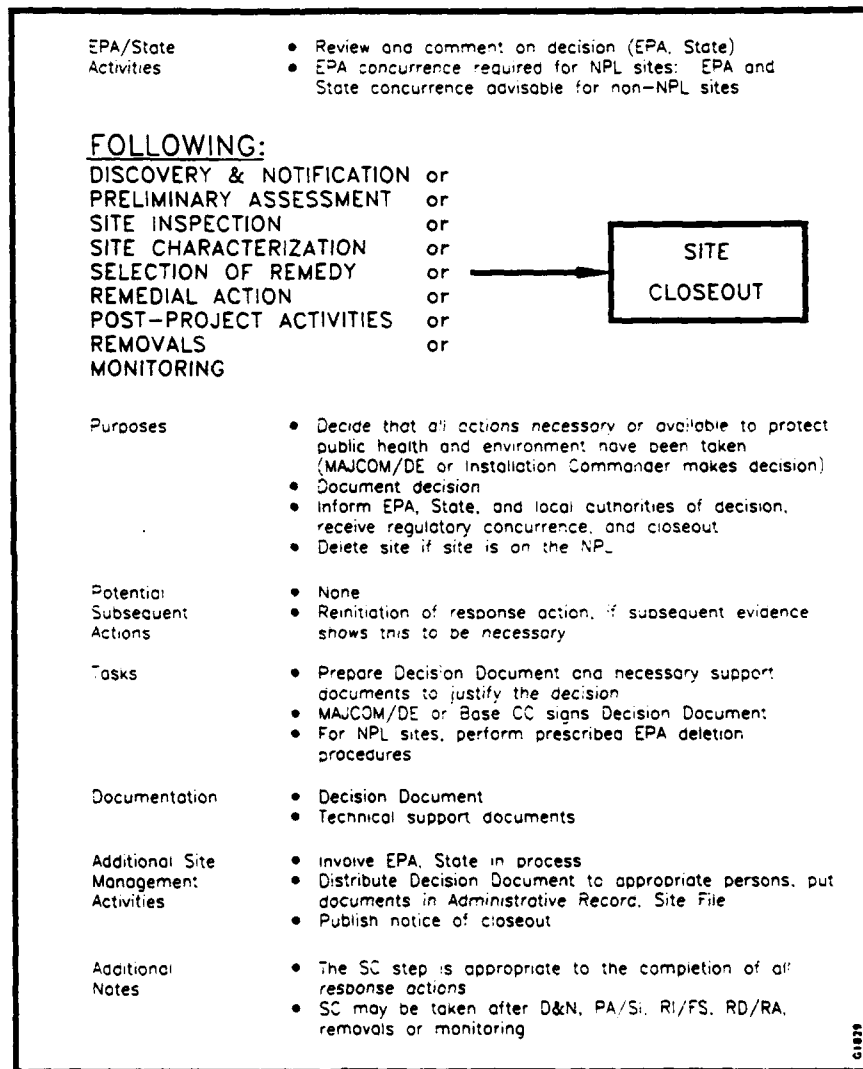 EPA/State • Review and comment on decision (EPA, State)
Activities • EPA concurrence required for NPL sites: EPA and
State concurrence advisable for non-NPL sites
FOLLOWING:
DISCOVERY & NOTIFICATION or
PRELIMINARY ASSESSMENT or
SITE INSPECTION or
SITE CHARACTERIZATION or
SELECTION OF REMEDY or
REMEDIAL ACTION or
POST-PROJECT ACTIVITIES or
REMOVALS or
MONITORING
SITE
CLOSEOUT
Purposes • Decide that all actions necessary or available to protect
public health and environment have been taken
(MAJCOM/DE or Installation Commander makes decision)
• Document decision
• Inform EPA, State, and local authorities of decision,
receive regulatory concurrence, and closeout
• Delete site if site is on the NPL
Potential • None
Subsequent • Reinitiation of response action, if subsequent evidence
Actions shows this to be necessary
Tasks • Prepare Decision Document and necessary support
documents to justify the decision
• MAJCOM/DE or Base CC signs Decision Document
• For NPL sites, perform prescribed EPA deletion
procedures
Documentation • Decision Document
• Technical support documents
Additional Site • Involve EPA, State in process
Management • Distribute Decision Document to appropriate persons, put
Activities documents in Administrative Record, Site File
• Publish notice of closeout
Additional • The SC step is appropriate to the completion of all
Notes response actions
• SC may be taken after D&N, PA/SI, RI/FS, RD/RA,
removals or monitoring
G1829